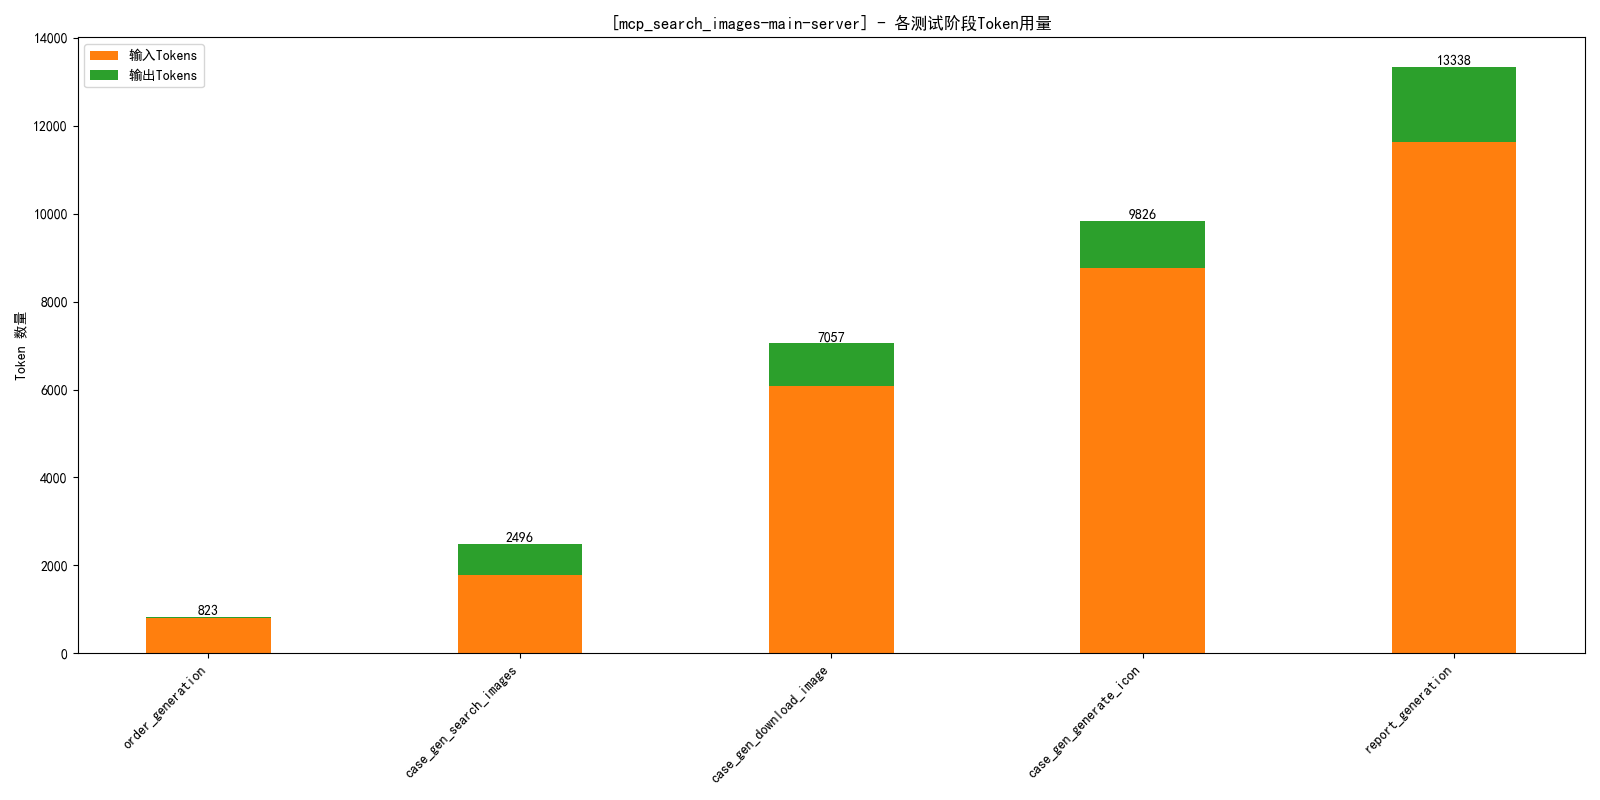 [mcp_search_images-main-server] - 各测试阶段Token用量
输入Tokens
输出Tokens
Token 数量
14000
12000
10000
8000
6000
4000
2000
0
823
2496
7057
9826
13338
order_generation
case_gen_search_images
case_gen_download_image
case_gen_generate_icon
report_generation